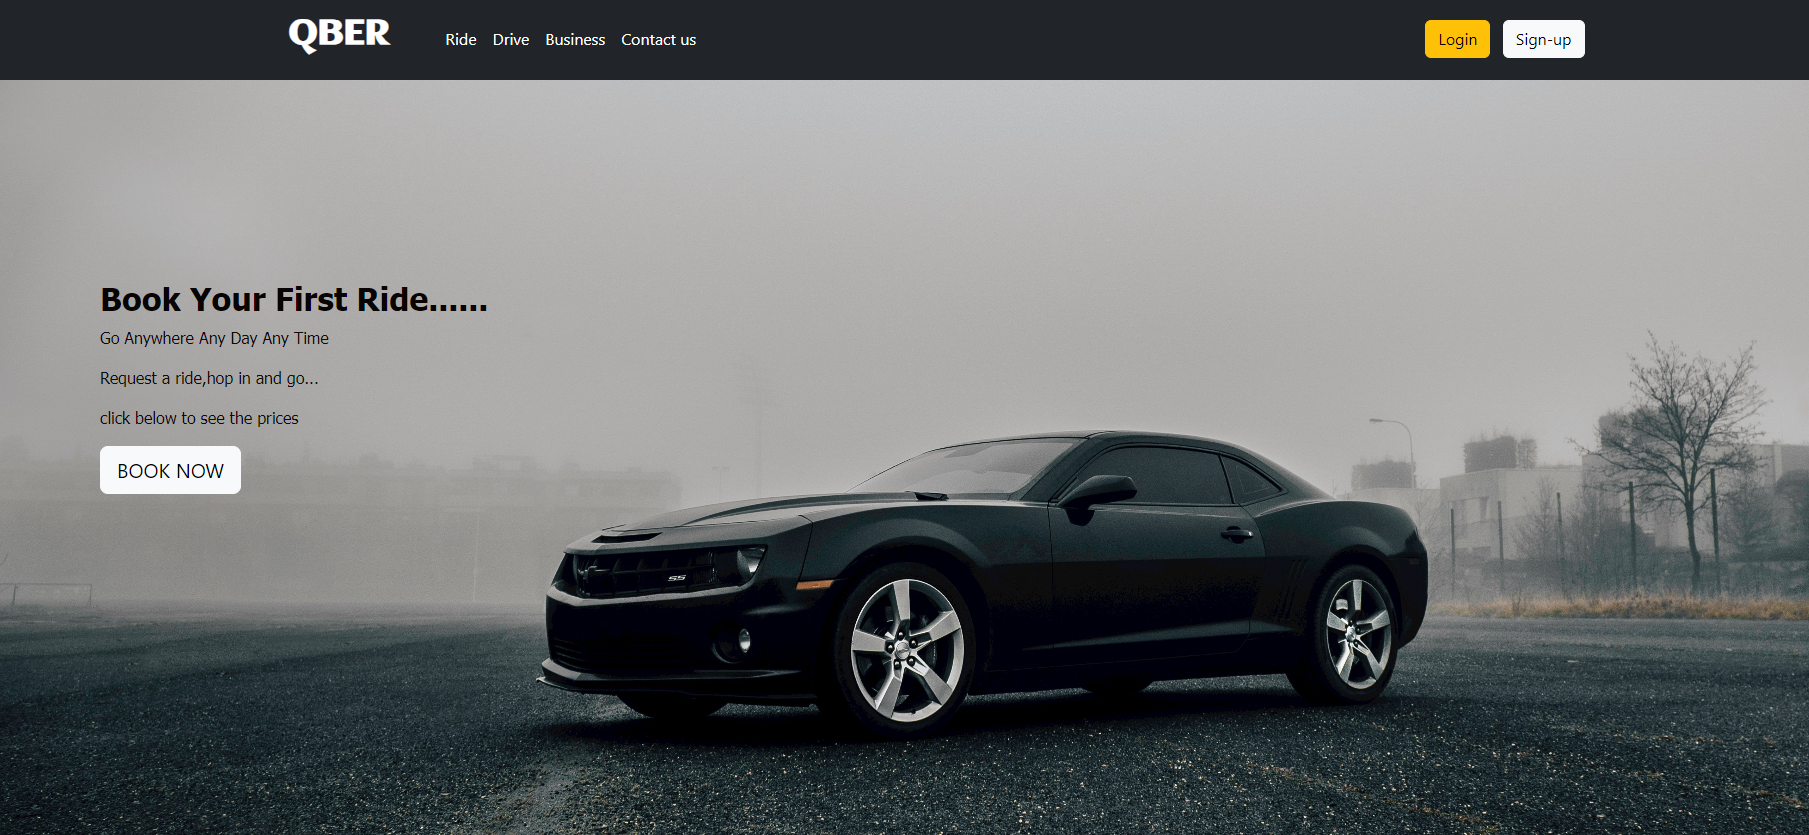 QBER
Ride Drive Business Contact us
Login Sign-up
Book Your First Ride......
Go Anywhere Any Day Any Time
Request a ride,hop in and go...
click below to see the prices
BOOK NOW
SS